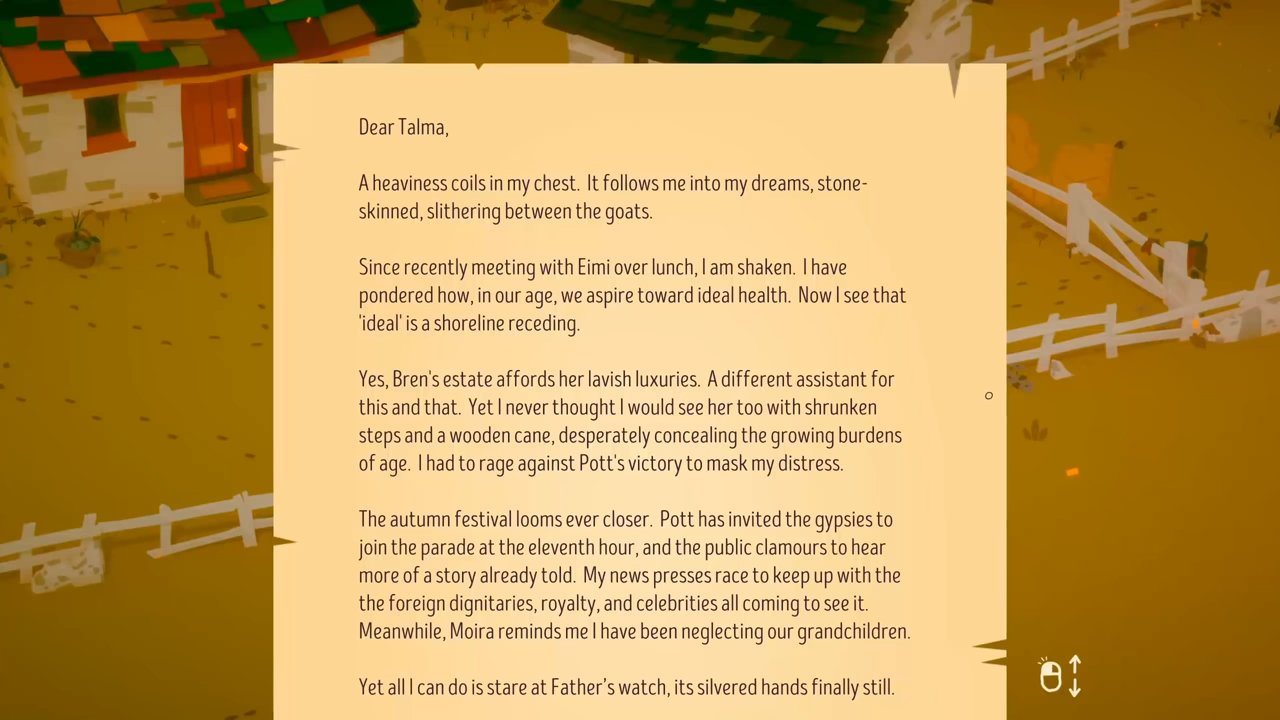 Dear Talma,
A heaviness coils in my chest.  It follows me into my dreams, stone-
skinned, slithering between the goats.
Since recently meeting with Eimi over lunch, I am shaken.  I have
pondered how, in our age, we aspire toward ideal health.  Now I see that
'ideal' is a shoreline receding.
Yes, Bren's estate affords her lavish luxuries.  A different assistant for
this and that.  Yet I never thought I would see her too with shrunken
steps and a wooden cane, desperately concealing the growing burdens
of age.  I had to rage against Pott's victory to mask my distress.
The autumn festival looms ever closer.  Pott has invited the gypsies to
join the parade at the eleventh hour, and the public clamours to hear
more of a story already told.  My news presses race to keep up with the
the foreign dignitaries, royalty, and celebrities all coming to see it.
Meanwhile, Moira reminds me I have been neglecting our grandchildren.
Yet all I can do is stare at Father’s watch, its silvered hands finally still.